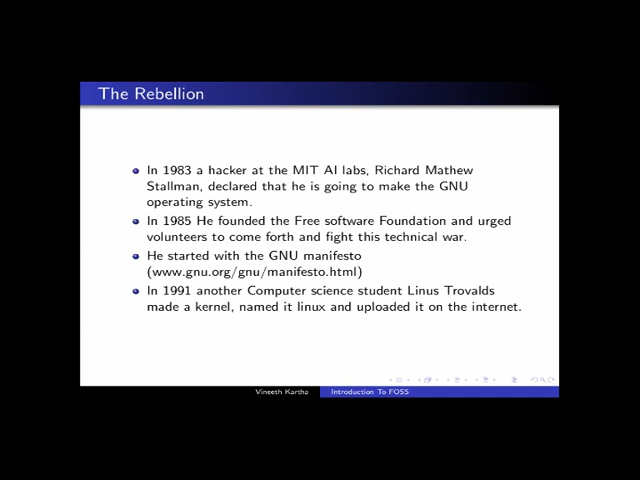 The Rebellion
In 1983 a hacker at the MIT AI labs, Richard Mathew
Stallman, declared that he is going to make the GNU
operating system.
In 1985 He founded the Free software Foundation and urged
volunteers to come forth and fight this technical war.
He started with the GNU manifesto
(www.gnu.org/gnu/manifesto.html)
In 1991 another Computer science student Linus Trovalds
made a kernel, named it linux and uploaded it on the internet.
Vineeth Kartha
Introduction To FOSS